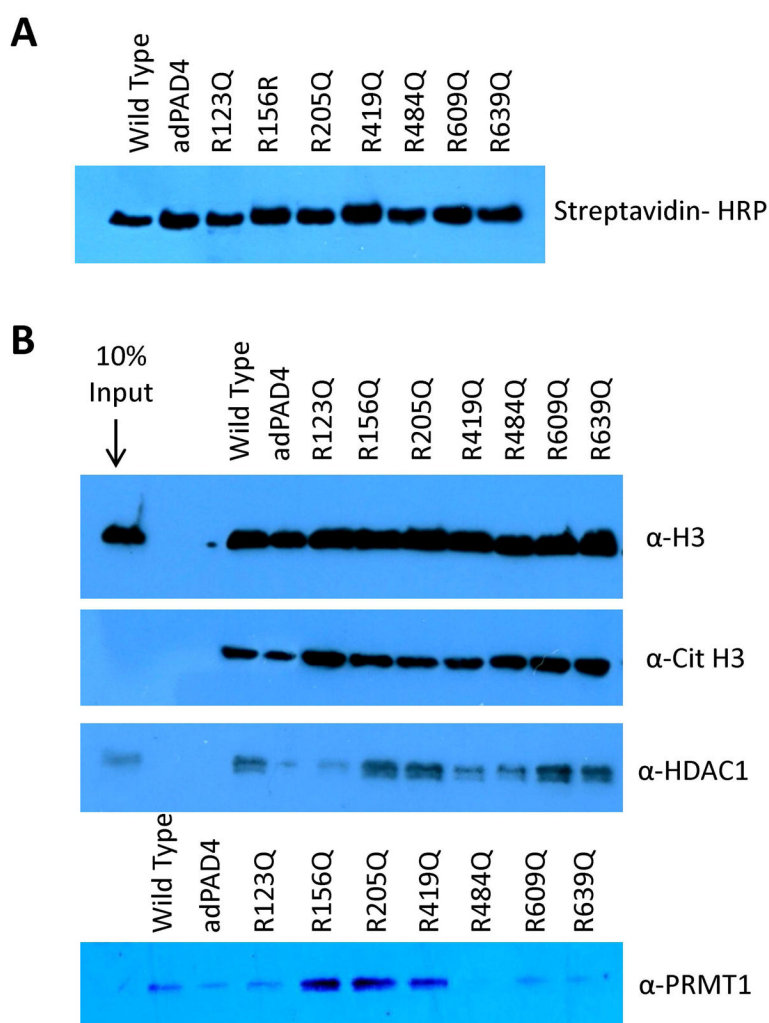 A
Wild Type
adPAD4
R123Q
R156R
R205Q
R419Q
R484Q
R609Q
R639Q
Streptavidin- HRP
B
10%
Input
Wild Type
adPAD4
R123Q
R156Q
R205Q
R419Q
R484Q
R609Q
R639Q
α-H3
α-Cit H3
α-HDAC1
Wild Type
adPAD4
R123Q
R156Q
R205Q
R419Q
R484Q
R609Q
R639Q
α-PRMT1